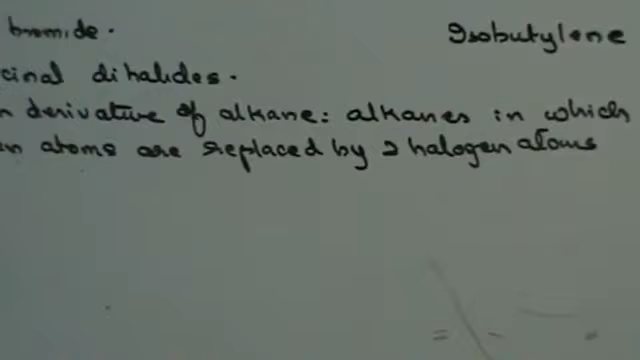 bromide. Isobutylene
cinal dihalides.
n derivative of alkane: alkanes in which
n atoms are replaced by 2 halogen atoms
= - =